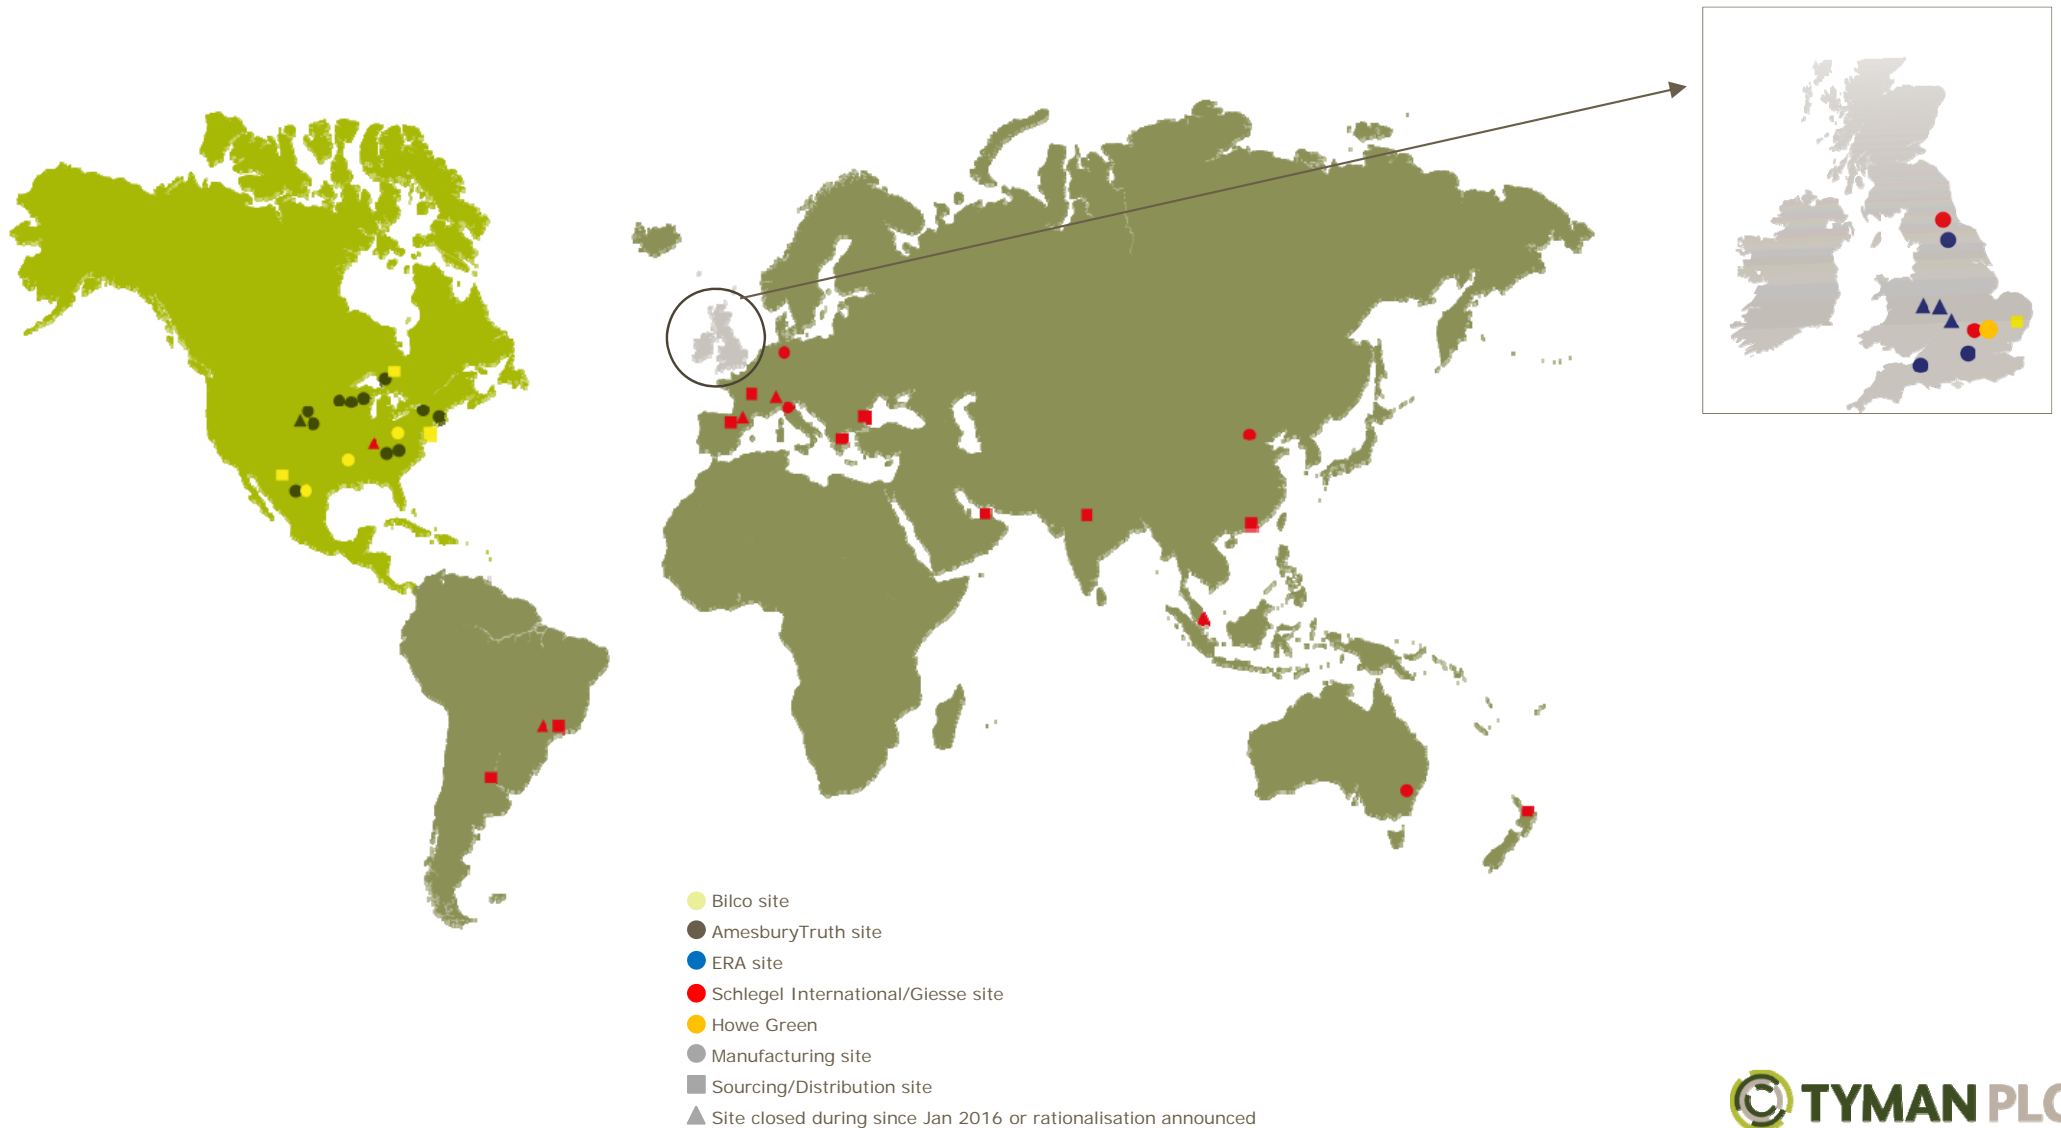 Bilco site
AmesburyTruth site
ERA site
Schlegel International/Giesse site
Howe Green
Manufacturing site
Sourcing/Distribution site
Site closed during since Jan 2016 or rationalisation announced
TYMAN PLC